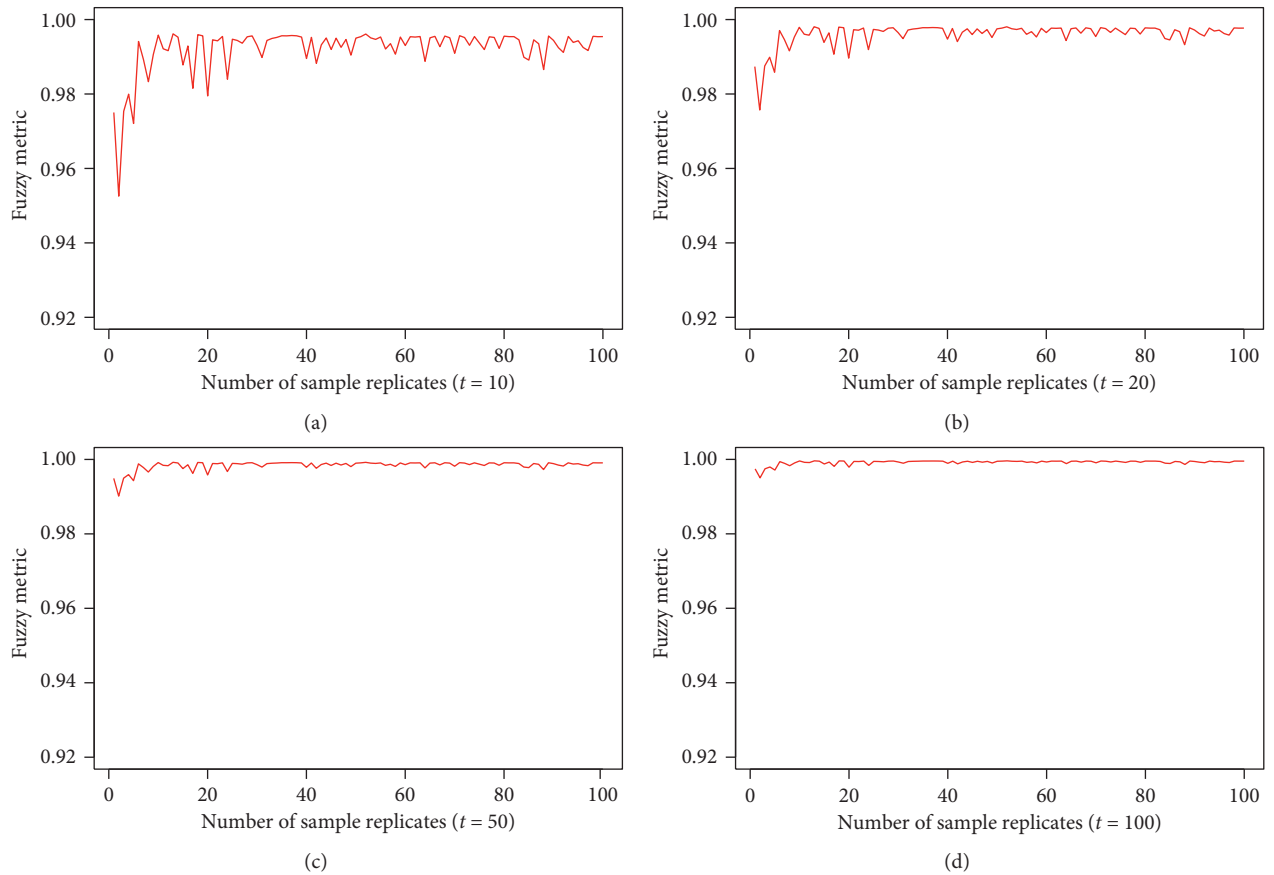 1.00
0.98
0.96
0.94
0.92
Fuzzy metric
0 20 40 60 80 100
Number of sample replicates (t = 10)
(a)
1.00
0.98
0.96
0.94
0.92
Fuzzy metric
0 20 40 60 80 100
Number of sample replicates (t = 20)
(b)
1.00
0.98
0.96
0.94
0.92
Fuzzy metric
0 20 40 60 80 100
Number of sample replicates (t = 50)
(c)
1.00
0.98
0.96
0.94
0.92
Fuzzy metric
0 20 40 60 80 100
Number of sample replicates (t = 100)
(d)